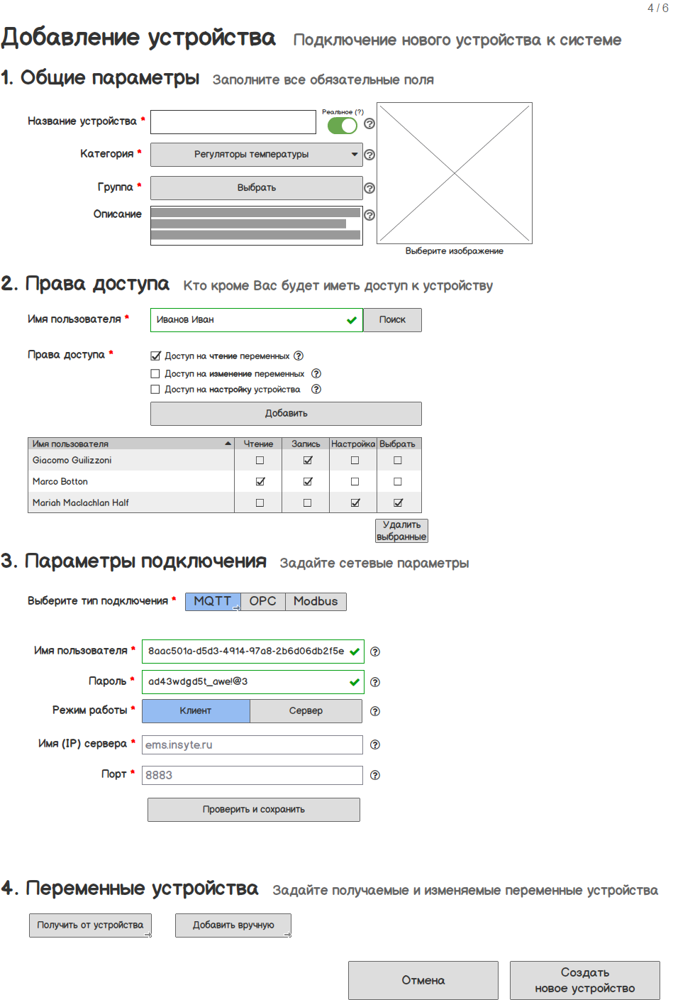 4 / 6
Добавление устройства Подключение нового устройства к системе
1. Общие параметры Заполните все обязательные поля
Название устройства * Реальное (?) ?
Категория * Регуляторы температуры ?
Группа * Выбрать ?
Описание ?
Выберите изображение
2. Права доступа Кто кроме Вас будет иметь доступ к устройству
Имя пользователя * Иванов Иван Поиск
Права доступа * Доступ на чтение переменных ?
Доступ на изменение переменных ?
Доступ на настройку устройства ?
Добавить
Имя пользователя Чтение Запись Настройка Выбрать
Giacomo Guilizzoni
Marco Botton
Mariah Maclachlan Half
Удалить
выбранные
3. Параметры подключения Задайте сетевые параметры
Выберите тип подключения * MQTT OPC Modbus
Имя пользователя * 8aac501a-d5d3-4914-97a8-2b6d06db2f5e ?
Пароль * ad43wdgd5t_awe!@3 ?
Режим работы * Клиент Сервер ?
Имя (IP) сервера * ems.insyte.ru ?
Порт * 8883 ?
Проверить и сохранить
4. Переменные устройства Задайте получаемые и изменяемые переменные устройства
Получить от устройства Добавить вручную
Отмена Создать
новое устройство